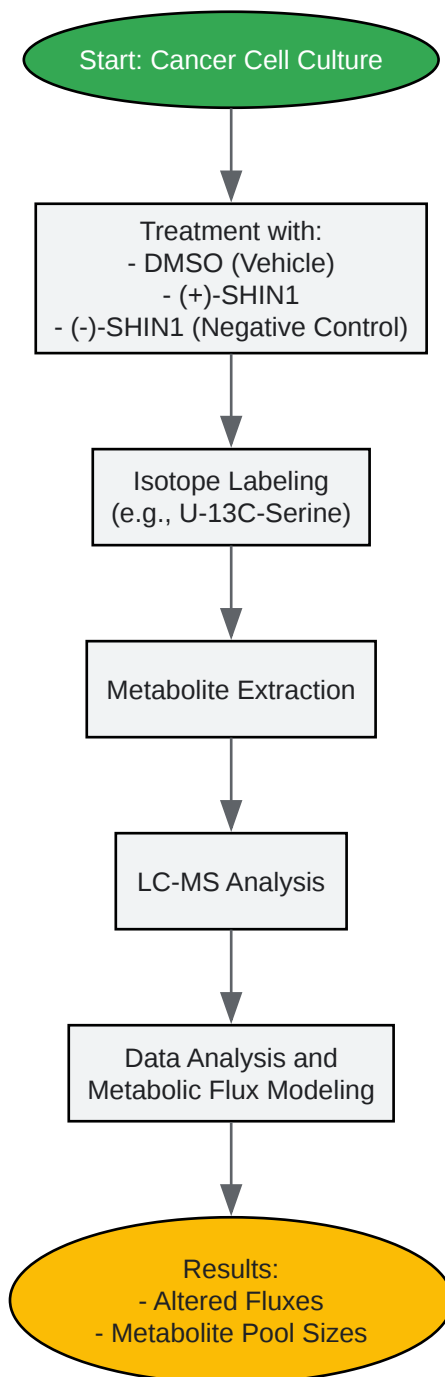 Start: Cancer Cell Culture
Treatment with:
- DMSO (Vehicle)
- (+)-SHIN1
- (-)-SHIN1 (Negative Control)
Isotope Labeling
(e.g., U-13C-Serine)
Metabolite Extraction
LC-MS Analysis
Data Analysis and
Metabolic Flux Modeling
Results:
- Altered Fluxes
- Metabolite Pool Sizes